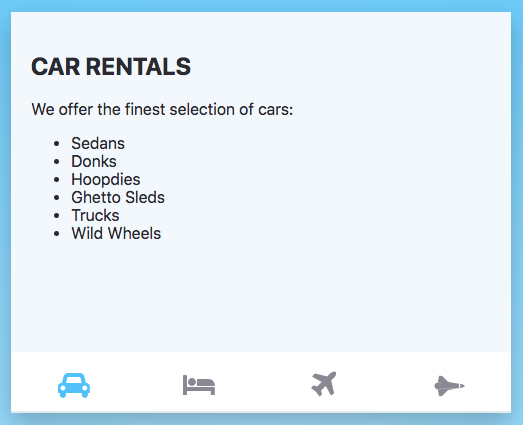 CAR RENTALS
We offer the finest selection of cars:
• Sedans
• Donks
• Hoopdies
• Ghetto Sleds
• Trucks
• Wild Wheels